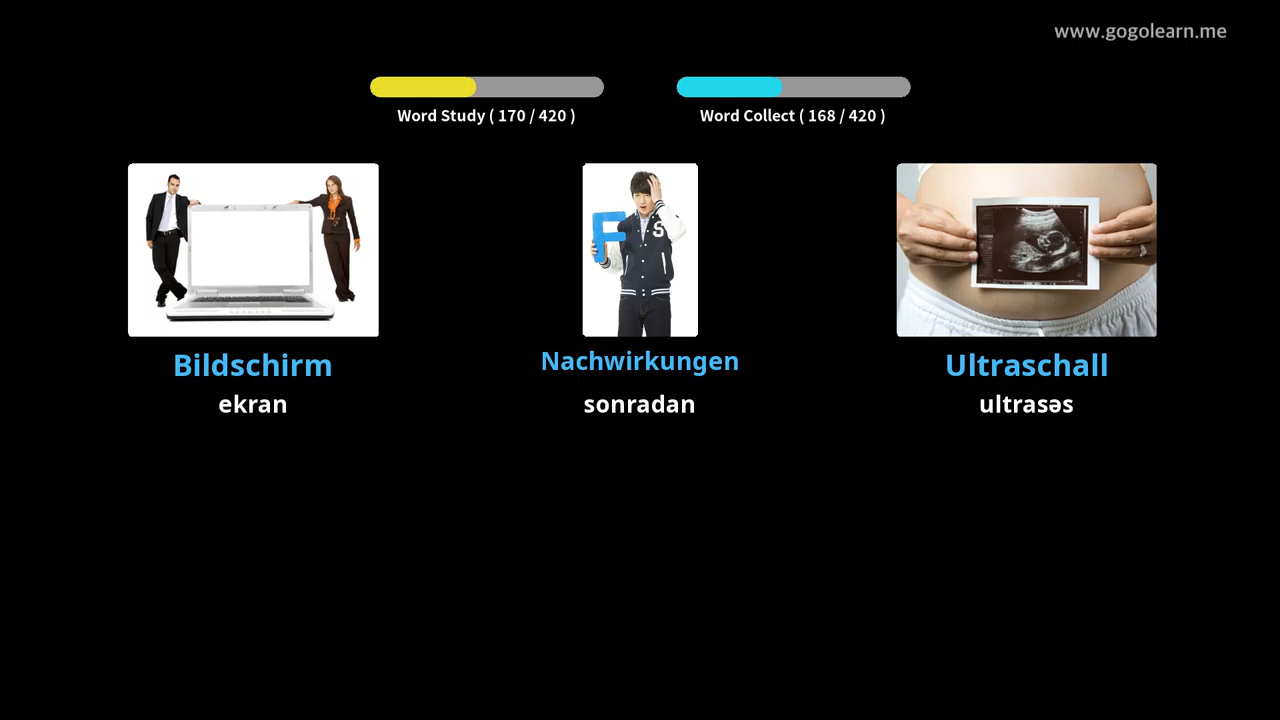 www.gogolearn.me
Word Study ( 170 / 420 )
Word Collect ( 168 / 420 )
F
S
Bildschirm
Nachwirkungen
Ultraschall
ekran
sonradan
ultrasəs